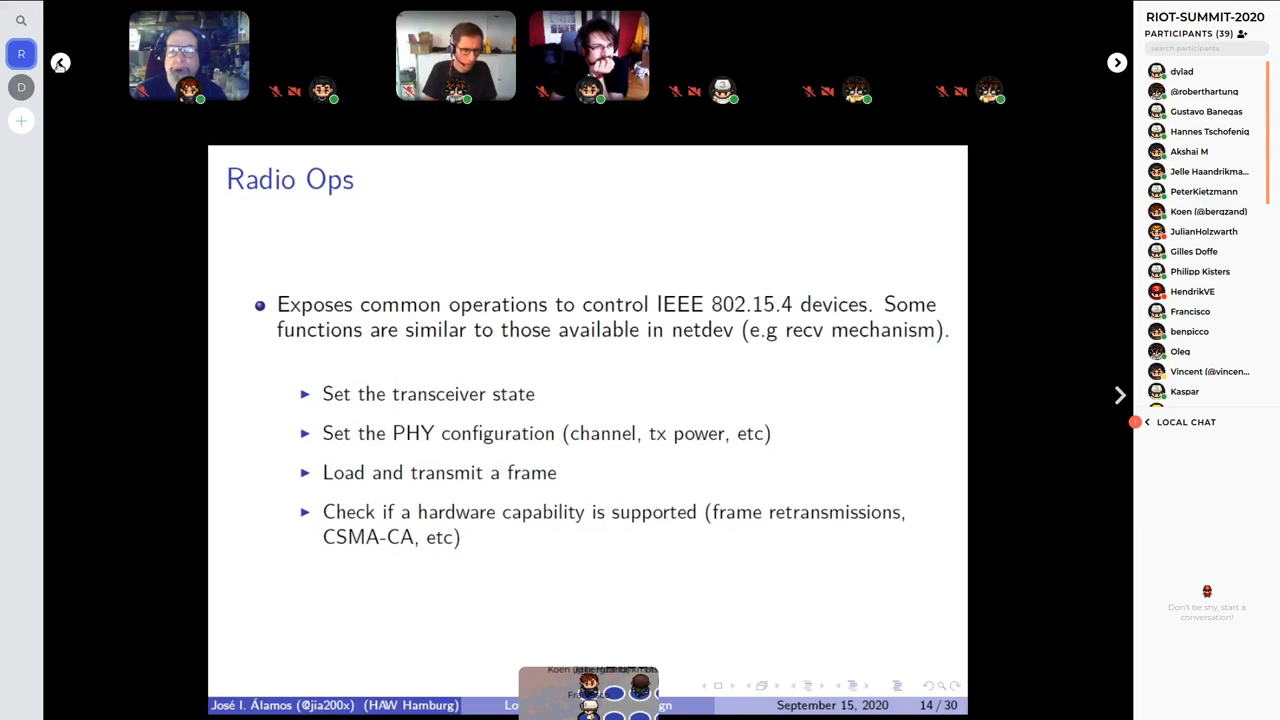 R
D
RIOT-SUMMIT-2020
PARTICIPANTS (39)
search participants
dylad
@roberthartung
Gustavo Banegas
Hannes Tschofenig
Akshai M
Jelle Haandrikma...
PeterKietzmann
Koen (@bergzand)
JulianHolzwarth
Gilles Doffe
Philipp Kisters
HendrikVE
Francisco
benpicco
Oleg
Vincent (@vincen...
Kaspar
LOCAL CHAT
Don't be shy, start a
conversation!
Radio Ops
Exposes common operations to control IEEE 802.15.4 devices. Some
functions are similar to those available in netdev (e.g recv mechanism).
Set the transceiver state
Set the PHY configuration (channel, tx power, etc)
Load and transmit a frame
Check if a hardware capability is supported (frame retransmissions,
CSMA-CA, etc)
Koen
José I. Álamos (@jia200x) (HAW Hamburg)
September 15, 2020
14 / 30